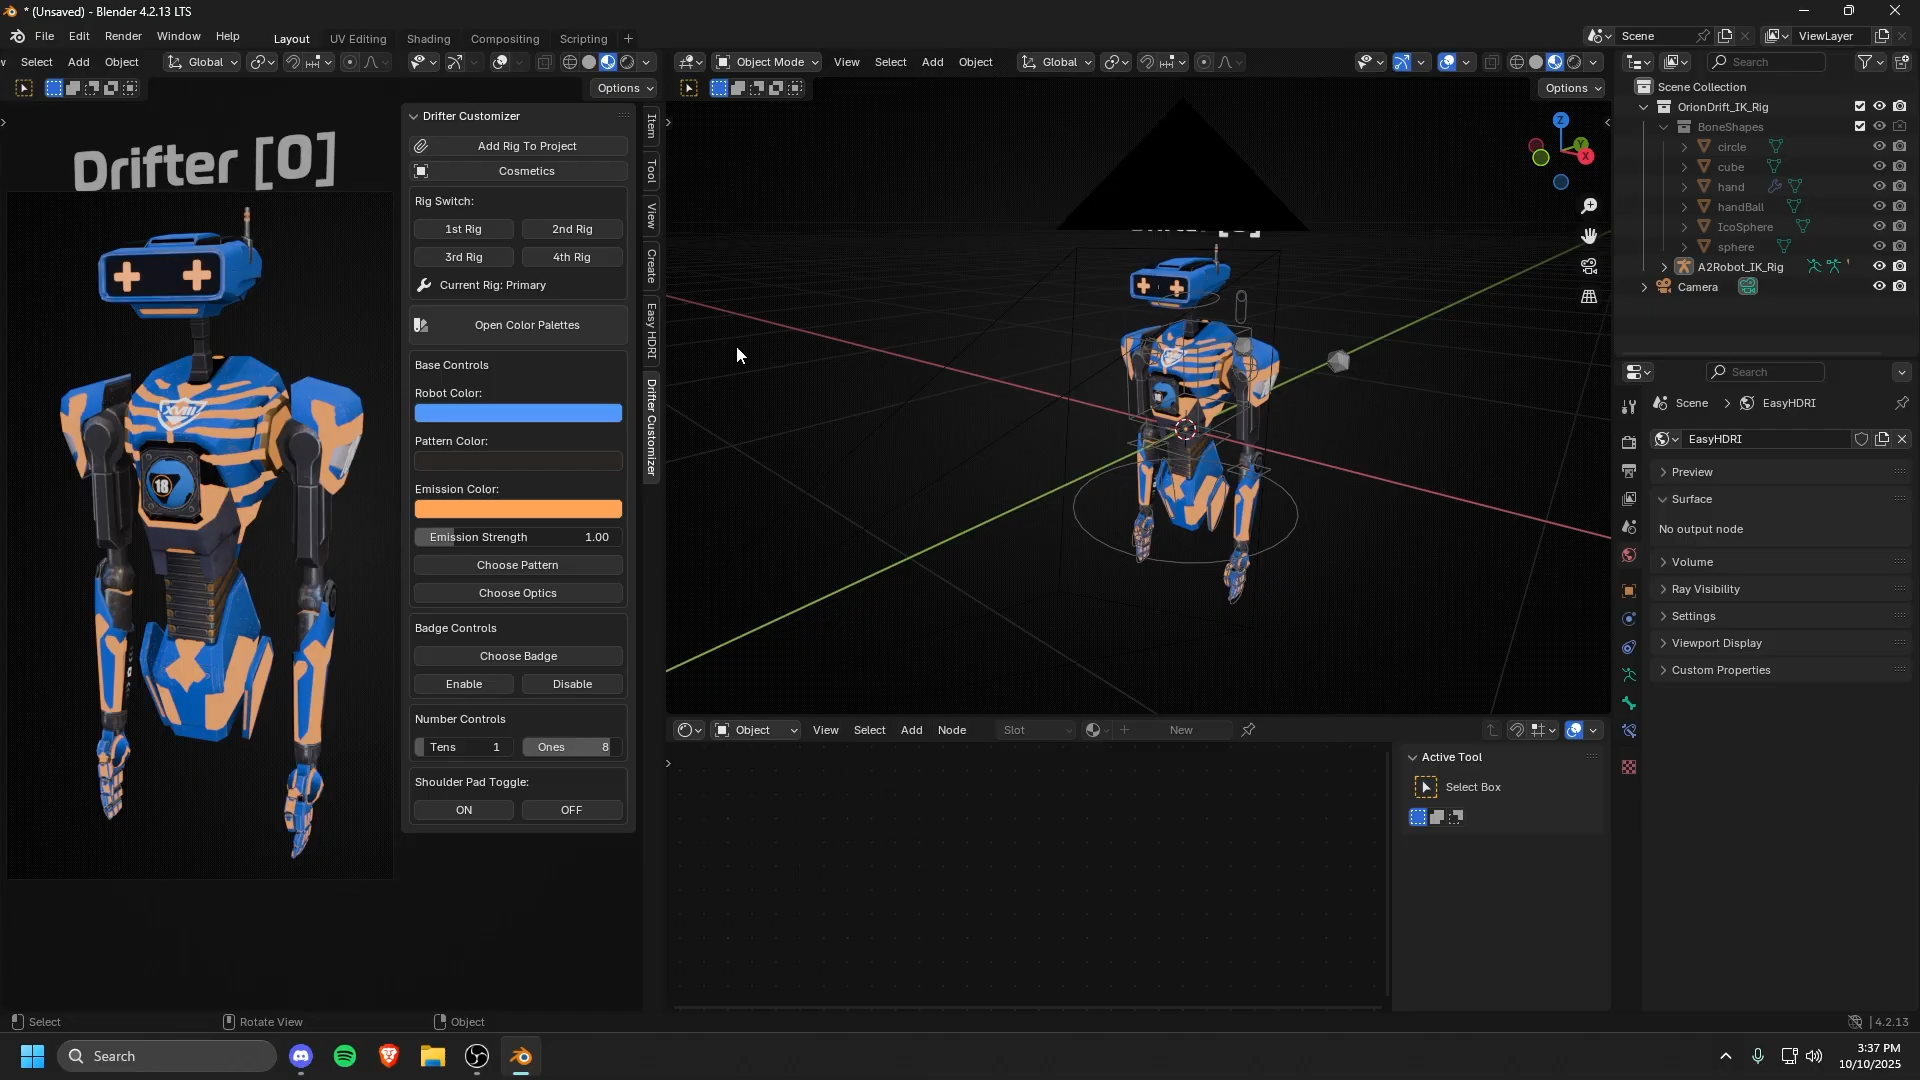 * (Unsaved) - Blender 4.2.13 LTS
File Edit Render Window Help Layout UV Editing Shading Compositing Scripting + Scene ViewLayer
Select Add Object Global
Object Mode View Select Add Object Global
Options
Options
Search
Drifter [0]
XVIII
18
Drifter Customizer
Add Rig To Project
Cosmetics
Rig Switch:
1st Rig 2nd Rig
3rd Rig 4th Rig
Current Rig: Primary
Open Color Palettes
Base Controls
Robot Color:
Pattern Color:
Emission Color:
Emission Strength 1.00
Choose Pattern
Choose Optics
Badge Controls
Choose Badge
Enable Disable
Number Controls
Tens 1 Ones 8
Shoulder Pad Toggle:
ON OFF
Item
Tool
View
Create
Easy HDRI
Drifter Customizer
Z
Y
X
Object View Select Add Node Slot New
Active Tool
Select Box
Scene Collection
OrionDrift_IK_Rig
BoneShapes
circle
cube
hand
handBall
IcoSphere
sphere
A2Robot_IK_Rig
Camera
Search
Scene > EasyHDRI
EasyHDRI
Preview
Surface
No output node
Volume
Ray Visibility
Settings
Viewport Display
Custom Properties
Select Rotate View Object 4.2.13
Search
3:37 PM
10/10/2025